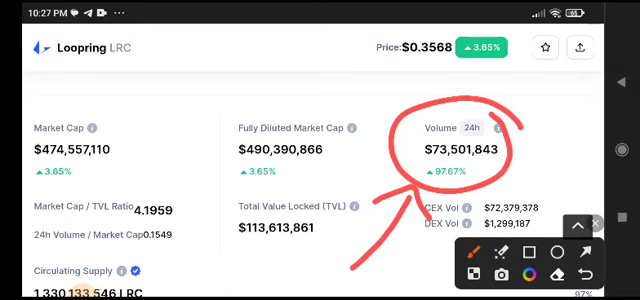 10:27 PM 63
Loopring LRC Price:$0.3568 3.65%
Market Cap Fully Diluted Market Cap Volume 24h
$474,557,110 $490,390,866 $73,501,843
3.65% 3.65% 97.67%
Market Cap / TVL Ratio 4.1959 Total Value Locked (TVL) CEX Vol $72,379,378
$113,613,861 DEX Vol $1,299,187
24h Volume / Market Cap 0.1549
Circulating Supply
1,330,133,546 LRC 97%